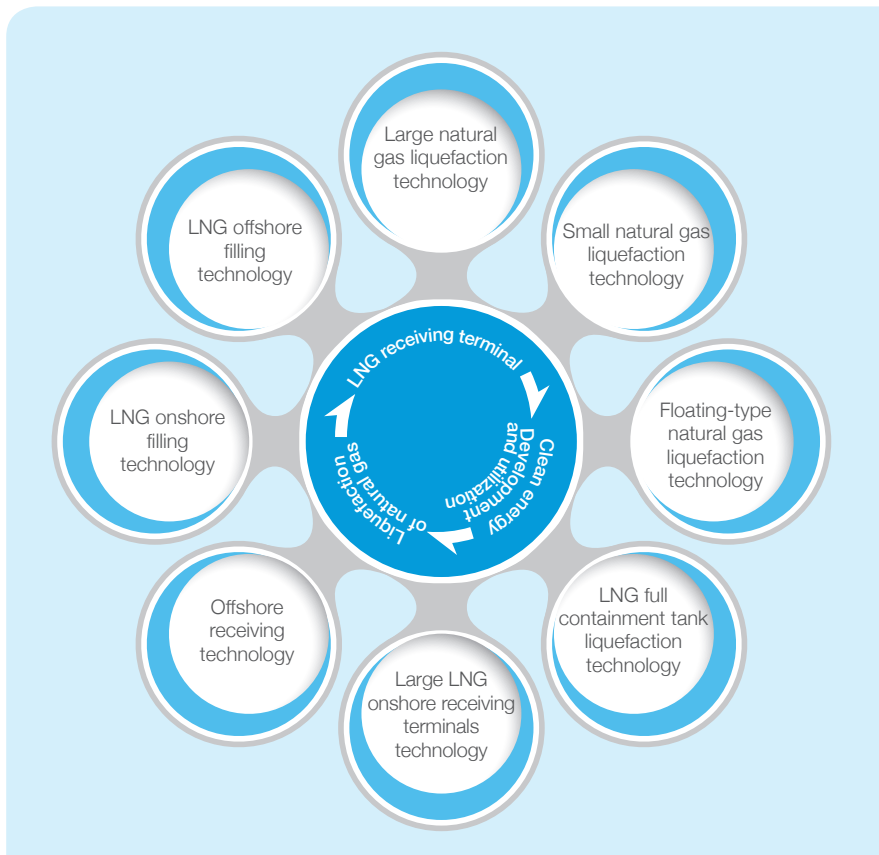 Large natural
gas liquefaction
technology
Small natural gas
liquefaction
technology
Floating-type
natural gas
liquefaction
technology
LNG full
containment tank
liquefaction
technology
Large LNG
onshore receiving
terminals
technology
Offshore
receiving
technology
LNG onshore
filling
technology
LNG offshore
filling
technology
LNG receiving terminal
Clean energy
Development
and utilization
Liquefaction
of natural gas